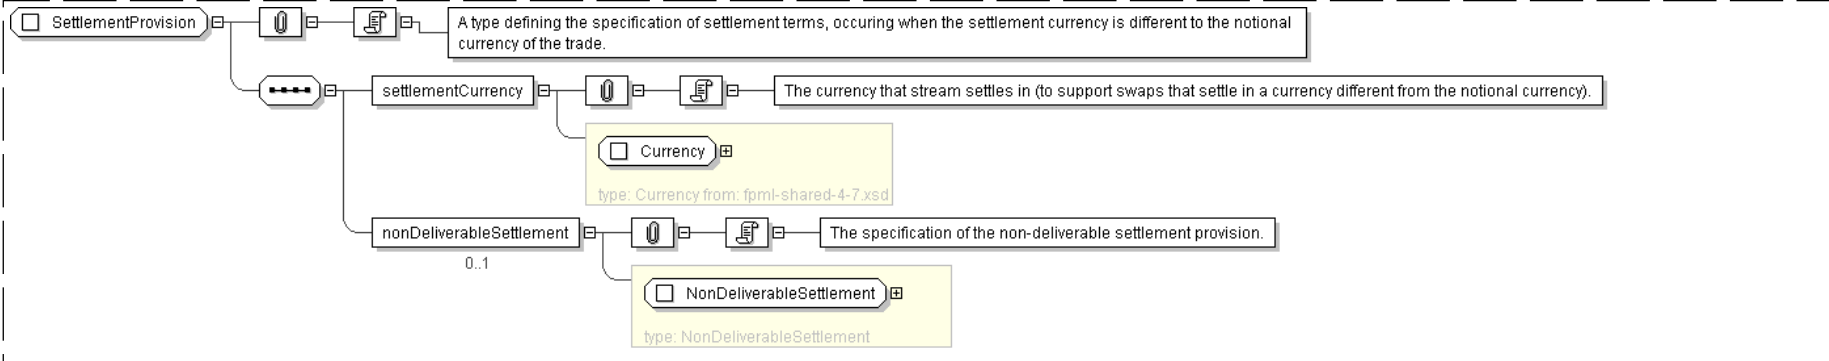 SettlementProvision
A type defining the specification of settlement terms, occuring when the settlement currency is different to the notional
currency of the trade.
settlementCurrency
The currency that stream settles in (to support swaps that settle in a currency different from the notional currency).
Currency
type: Currency from: fpml-shared-4-7.xsd
nonDeliverableSettlement
The specification of the non-deliverable settlement provision.
0..1
NonDeliverableSettlement
type: NonDeliverableSettlement